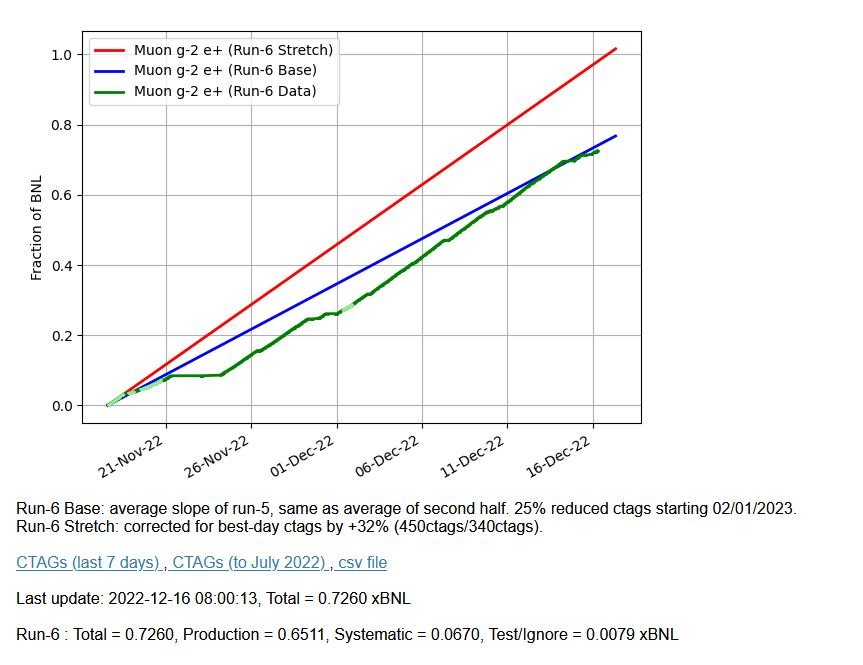 1.0
0.8
0.6
0.4
0.2
0.0
Fraction of BNL
Muon g-2 e+ (Run-6 Stretch)
Muon g-2 e+ (Run-6 Base)
Muon g-2 e+ (Run-6 Data)
21-Nov-22
26-Nov-22
01-Dec-22
06-Dec-22
11-Dec-22
16-Dec-22
Run-6 Base: average slope of run-5, same as average of second half. 25% reduced ctags starting 02/01/2023.
Run-6 Stretch: corrected for best-day ctags by +32% (450ctags/340ctags).
CTAGs (last 7 days) , CTAGs (to July 2022) , csv file
Last update: 2022-12-16 08:00:13, Total = 0.7260 xBNL
Run-6 : Total = 0.7260, Production = 0.6511, Systematic = 0.0670, Test/Ignore = 0.0079 xBNL